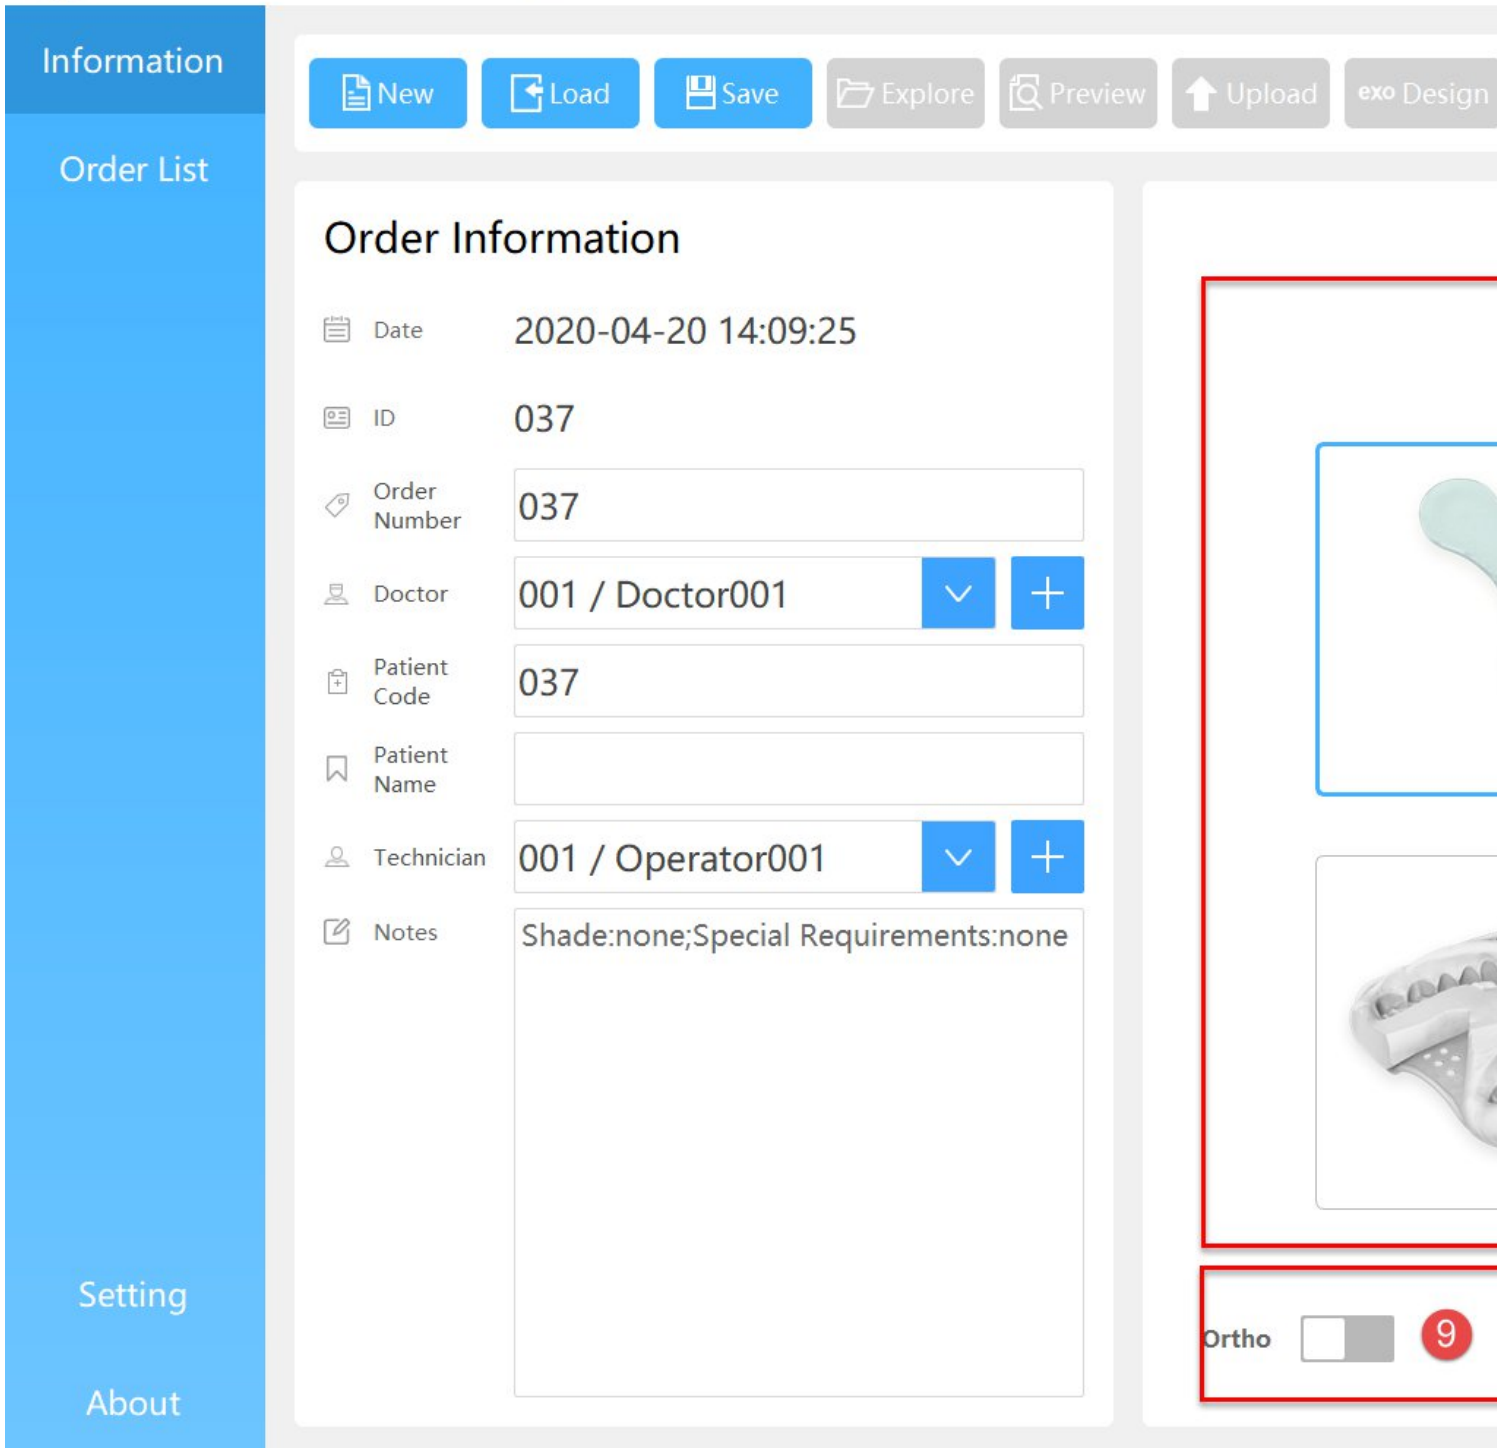 Information
Order List
Setting
About
New
Load
Save
Explore
Preview
Upload
exo Design
Order Information
Date
2020-04-20 14:09:25
ID
037
Order
Number
037
Doctor
001 / Doctor001
Patient
Code
037
Patient
Name
Technician
001 / Operator001
Notes
Shade:none;Special Requirements:none
Ortho
9